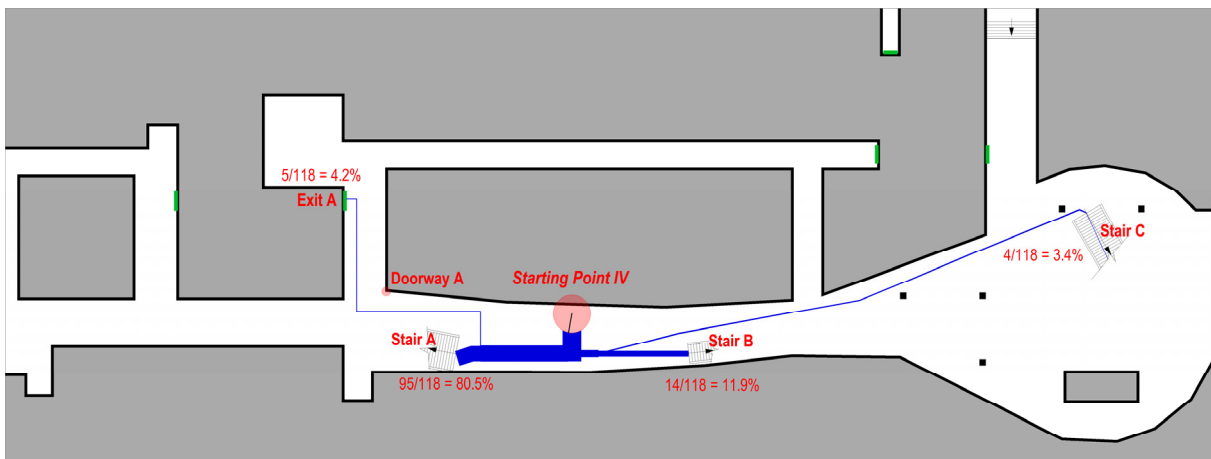 5/118 = 4.2%
Exit A
Doorway A
Starting Point IV
Stair C
4/118 = 3.4%
Stair A
Stair B
95/118 = 80.5%
14/118 = 11.9%